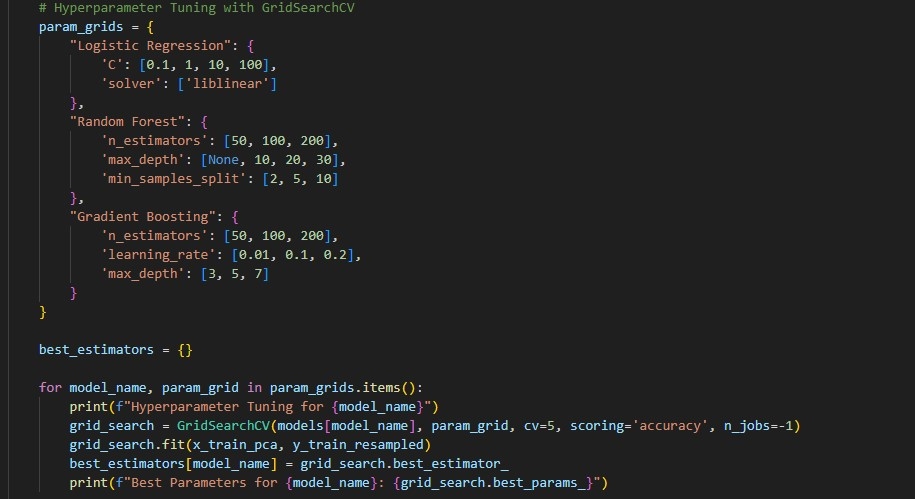 # Hyperparameter Tuning with GridSearchCV
param_grids = {
    "Logistic Regression": {
        'C': [0.1, 1, 10, 100],
        'solver': ['liblinear']
    },
    "Random Forest": {
        'n_estimators': [50, 100, 200],
        'max_depth': [None, 10, 20, 30],
        'min_samples_split': [2, 5, 10]
    },
    "Gradient Boosting": {
        'n_estimators': [50, 100, 200],
        'learning_rate': [0.01, 0.1, 0.2],
        'max_depth': [3, 5, 7]
    }
}

best_estimators = {}

for model_name, param_grid in param_grids.items():
    print(f"Hyperparameter Tuning for {model_name}")
    grid_search = GridSearchCV(models[model_name], param_grid, cv=5, scoring='accuracy', n_jobs=-1)
    grid_search.fit(x_train_pca, y_train_resampled)
    best_estimators[model_name] = grid_search.best_estimator_
    print(f"Best Parameters for {model_name}: {grid_search.best_params_}")